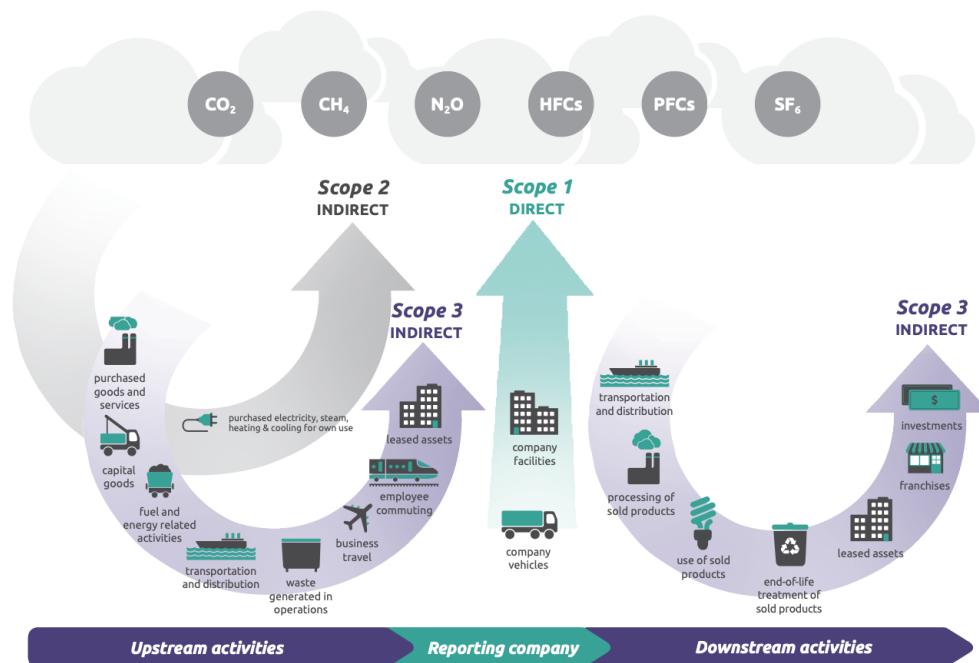 CO₂
CH₄
N₂O
HFCs
PFCs
SF₆
Scope 2
INDIRECT
Scope 1
DIRECT
Scope 3
INDIRECT
Scope 3
INDIRECT
purchased
goods and
services
capital
goods
fuel and
energy related
activities
transportation
and distribution
waste
generated in
operations
business
travel
employee
commuting
leased assets
purchased electricity, steam,
heating & cooling for own use
company
facilities
company
vehicles
transportation
and distribution
processing of
sold products
use of sold
products
end-of-life
treatment of
sold products
leased assets
franchises
$
investments
Upstream activities
Reporting company
Downstream activities